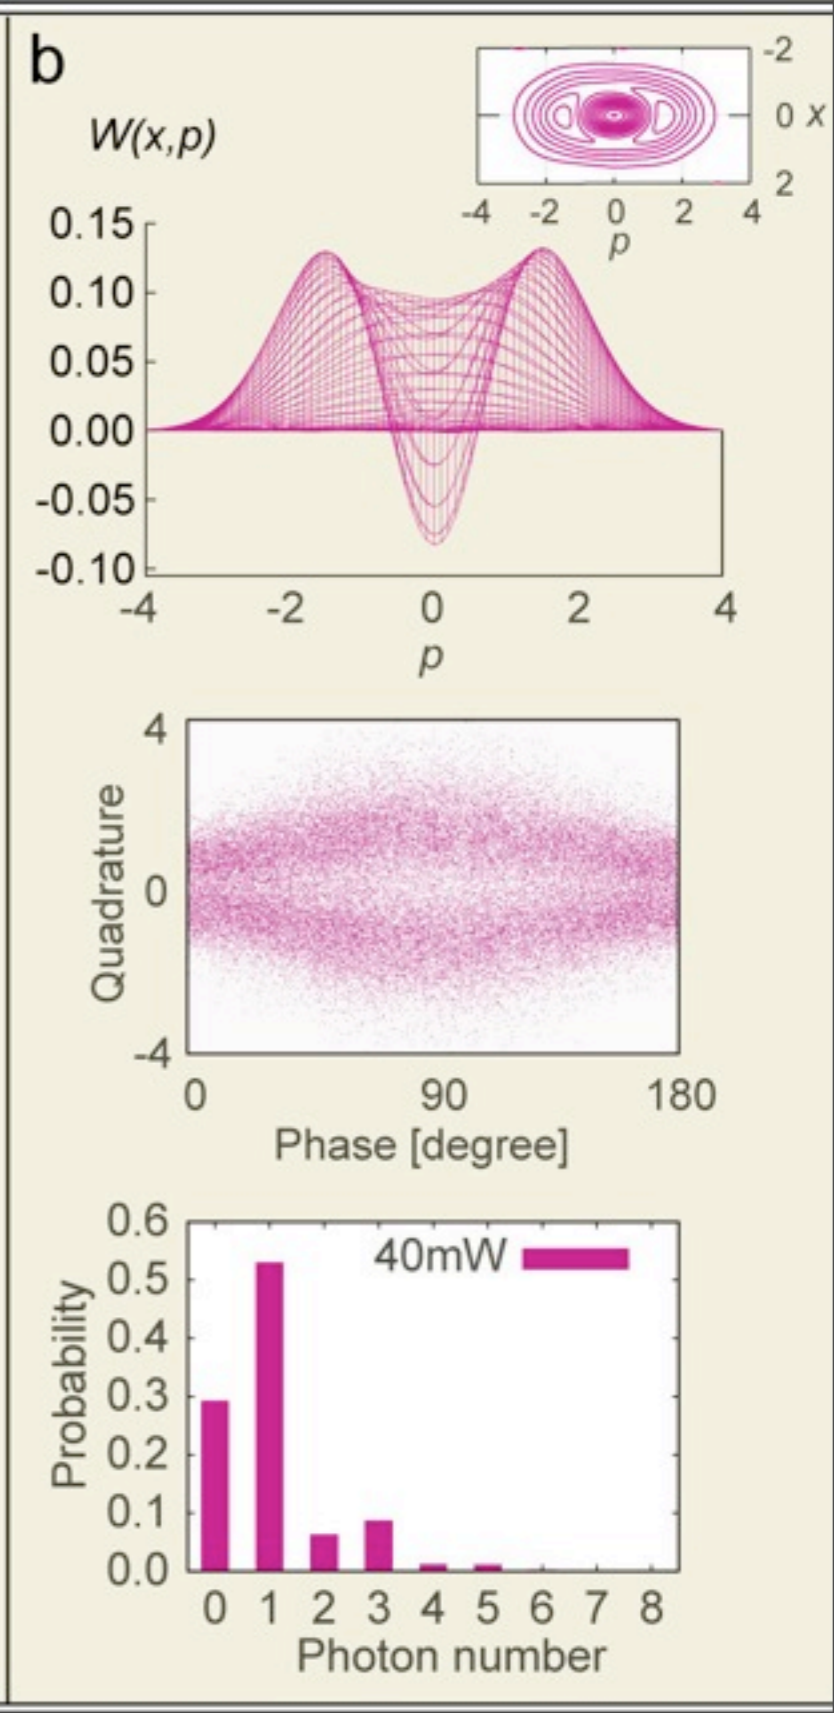 b
W(x,p)
-2
0 x
2
-4 -2 0 2 4
p
0.15
0.10
0.05
0.00
-0.05
-0.10
-4 -2 0 2 4
p
4
0
-4
Quadrature
0 90 180
Phase [degree]
0.6
40mW
0.5
0.4
0.3
0.2
0.1
0.0
Probability
0 1 2 3 4 5 6 7 8
Photon number